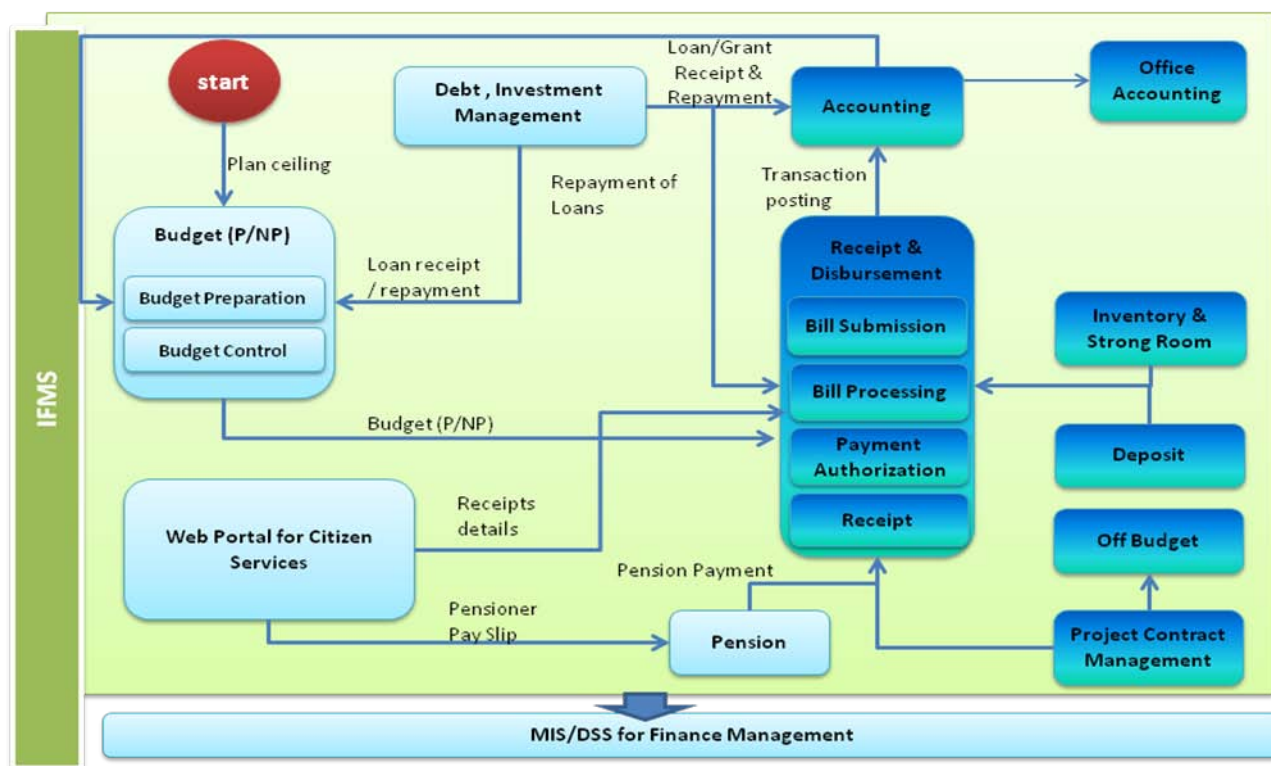 IFMS
start
Plan ceiling
Debt , Investment
Management
Loan/Grant
Receipt &
Repayment
Accounting
Office
Accounting
Repayment of
Loans
Transaction
posting
Budget (P/NP)
Budget Preparation
Budget Control
Loan receipt
/ repayment
Receipt &
Disbursement
Bill Submission
Bill Processing
Payment
Authorization
Receipt
Inventory &
Strong Room
Deposit
Off Budget
Project Contract
Management
Budget (P/NP)
Web Portal for Citizen
Services
Receipts
details
Pension Payment
Pensioner
Pay Slip
Pension
MIS/DSS for Finance Management